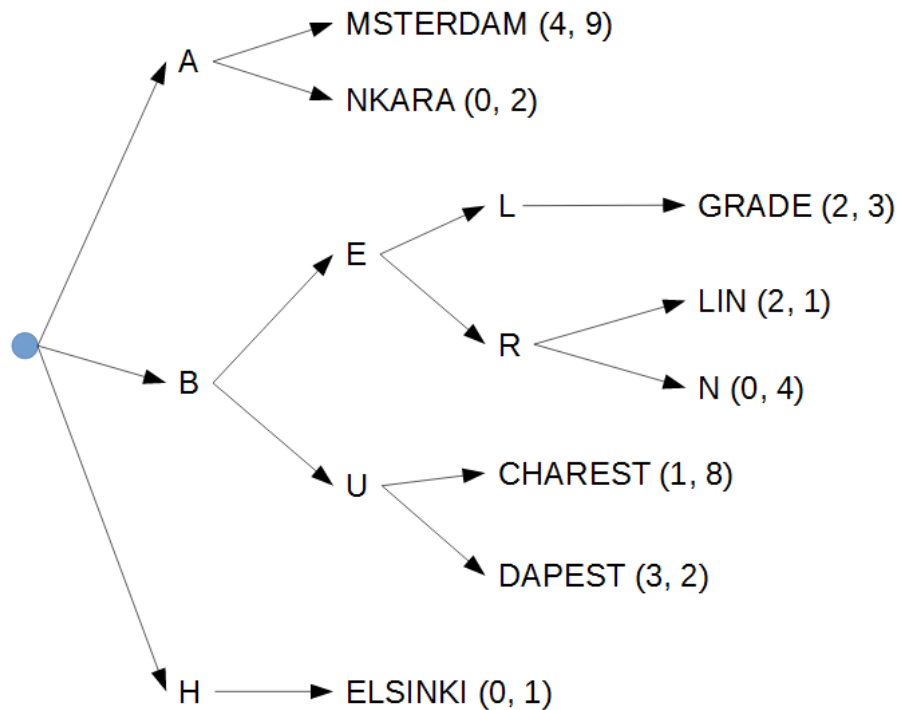 MSTERDAM (4, 9)
A
NKARA (0, 2)
L
GRADE (2, 3)
E
LIN (2, 1)
R
B
N (0, 4)
CHAREST (1, 8)
U
DAPEST (3, 2)
H
ELSINKI (0, 1)